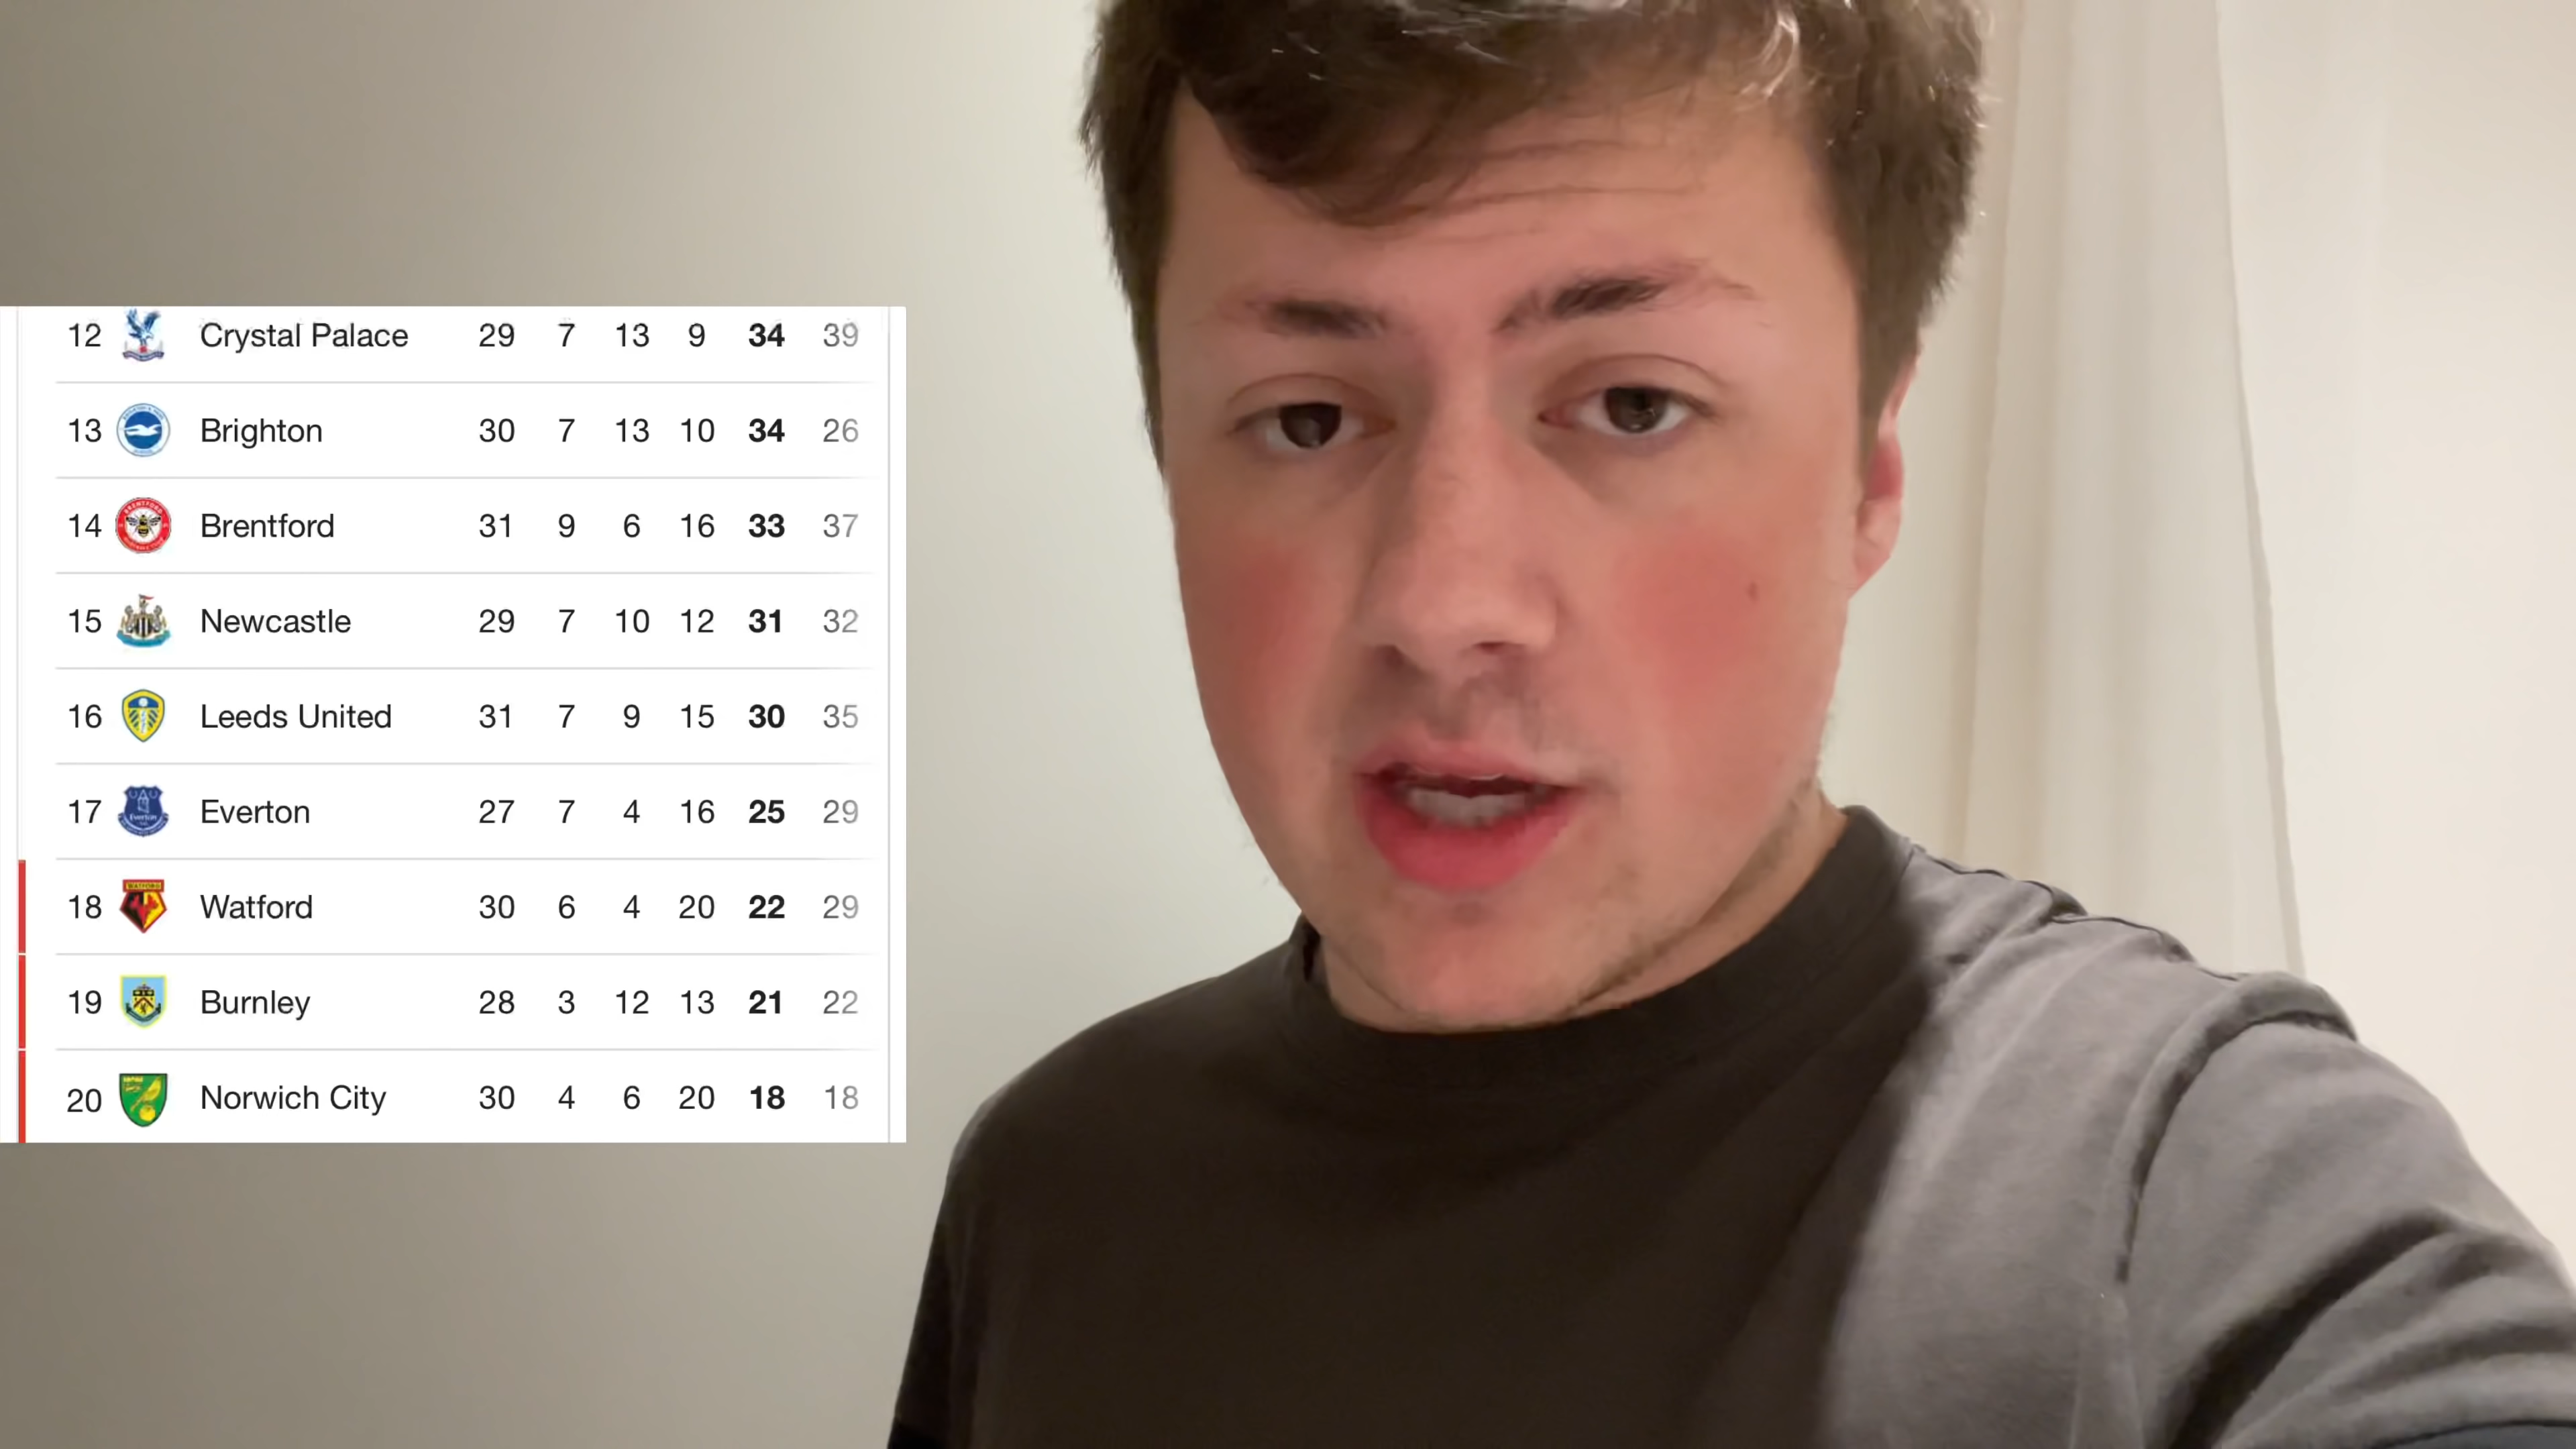 12 Crystal Palace 29 7 13 9 34 39
13 Brighton 30 7 13 10 34 26
14 Brentford 31 9 6 16 33 37
15 Newcastle 29 7 10 12 31 32
16 Leeds United 31 7 9 15 30 35
17 Everton 27 7 4 16 25 29
18 Watford 30 6 4 20 22 29
19 Burnley 28 3 12 13 21 22
20 Norwich City 30 4 6 20 18 18